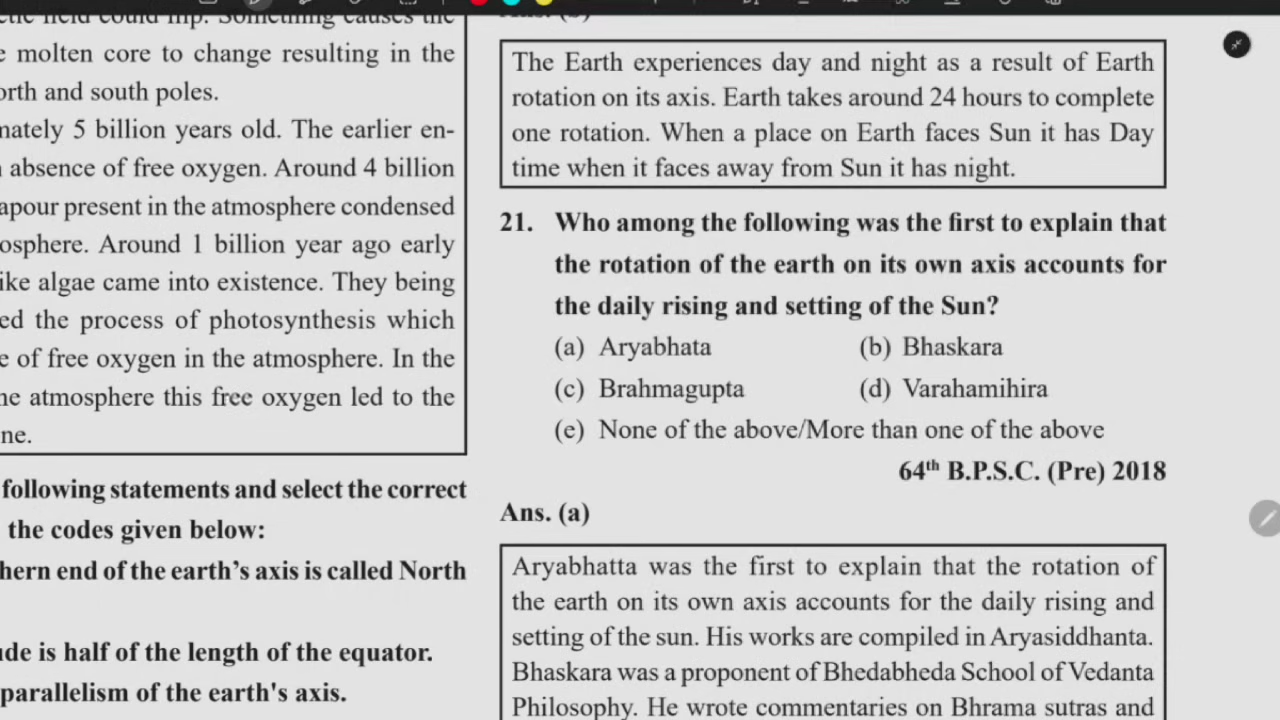 etic field could flip. Something causes the
e molten core to change resulting in the
orth and south poles.
mately 5 billion years old. The earlier en-
absence of free oxygen. Around 4 billion
apour present in the atmosphere condensed
osphere. Around 1 billion year ago early
ike algae came into existence. They being
ed the process of photosynthesis which
e of free oxygen in the atmosphere. In the
he atmosphere this free oxygen led to the
ne.
following statements and select the correct
the codes given below:
hern end of the earth's axis is called North
ude is half of the length of the equator.
parallelism of the earth's axis.
Ans. (b)
The Earth experiences day and night as a result of Earth
rotation on its axis. Earth takes around 24 hours to complete
one rotation. When a place on Earth faces Sun it has Day
time when it faces away from Sun it has night.
21. Who among the following was the first to explain that
the rotation of the earth on its own axis accounts for
the daily rising and setting of the Sun?
(a) Aryabhata (b) Bhaskara
(c) Brahmagupta (d) Varahamihira
(e) None of the above/More than one of the above
64th B.P.S.C. (Pre) 2018
Ans. (a)
Aryabhatta was the first to explain that the rotation of
the earth on its own axis accounts for the daily rising and
setting of the sun. His works are compiled in Aryasiddhanta.
Bhaskara was a proponent of Bhedabheda School of Vedanta
Philosophy. He wrote commentaries on Bhrama sutras and